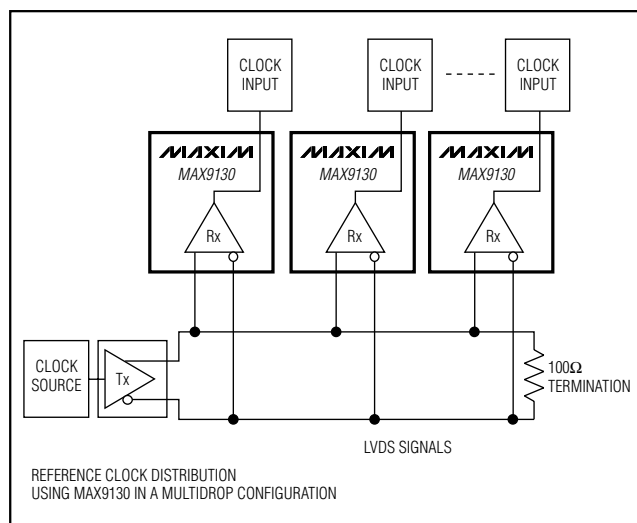 CLOCK
INPUT
CLOCK
INPUT
CLOCK
INPUT
MAXIM
MAX9130
MAXIM
MAX9130
MAXIM
MAX9130
Rx
Rx
Rx
CLOCK
SOURCE
Tx
100Ω
TERMINATION
LVDS SIGNALS
REFERENCE CLOCK DISTRIBUTION
USING MAX9130 IN A MULTIDROP CONFIGURATION